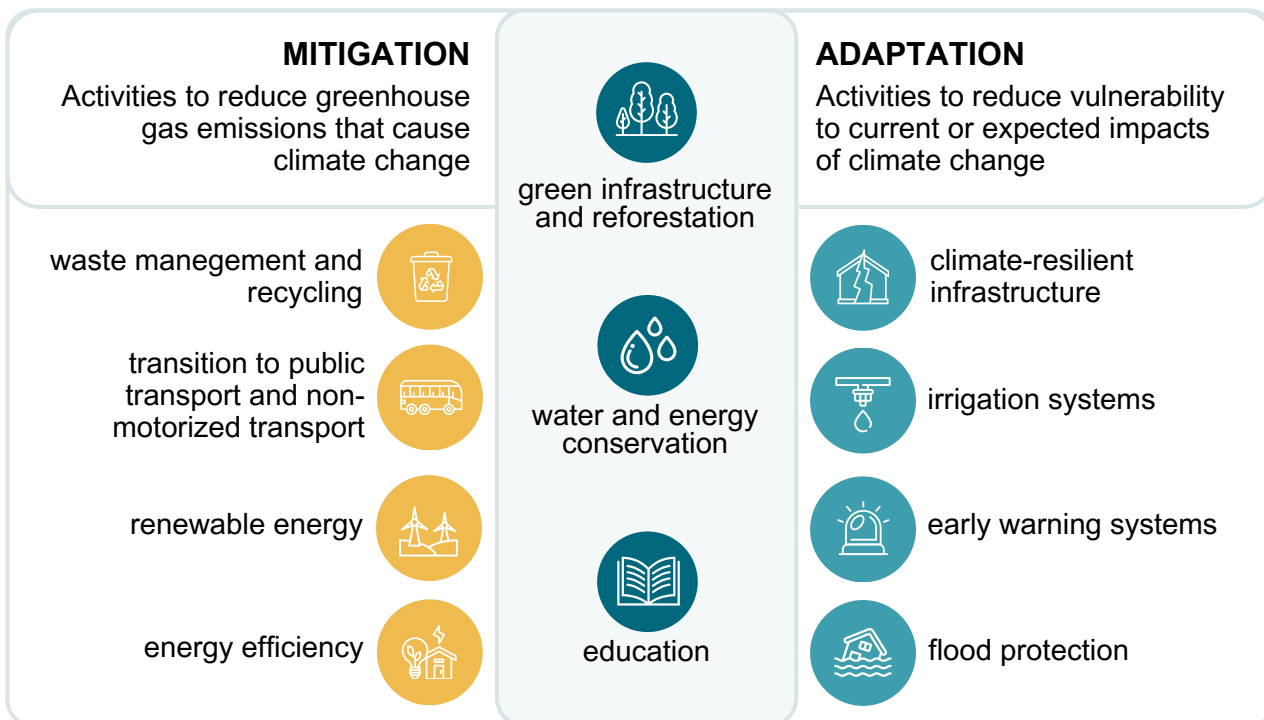 MITIGATION
Activities to reduce greenhouse
gas emissions that cause
climate change
waste manegement and
recycling
transition to public
transport and non-
motorized transport
renewable energy
energy efficiency
green infrastructure
and reforestation
water and energy
conservation
education
ADAPTATION
Activities to reduce vulnerability
to current or expected impacts
of climate change
climate-resilient
infrastructure
irrigation systems
early warning systems
flood protection